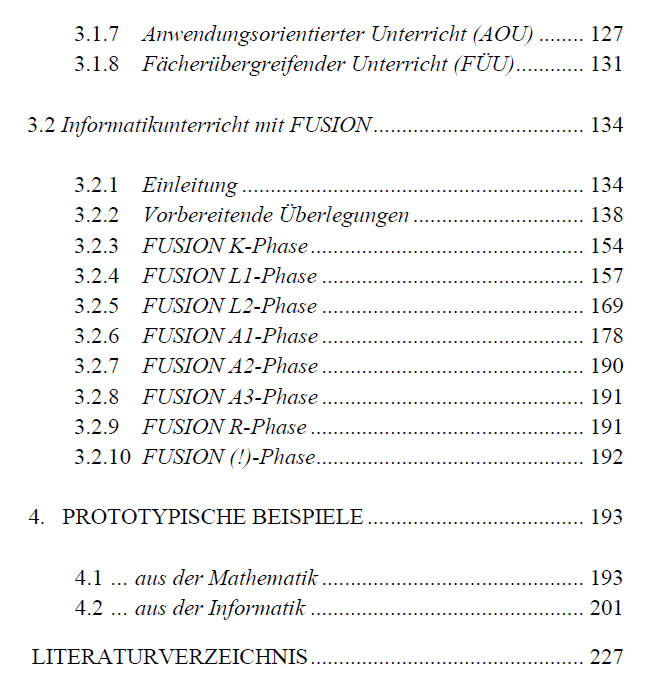 3.1.7 Anwendungsorientierter Unterricht (AOU) ........ 127
3.1.8 Fächerübergreifender Unterricht (FÜU)............ 131
3.2 Informatikunterricht mit FUSION...................................... 134
3.2.1 Einleitung .............................................................. 134
3.2.2 Vorbereitende Überlegungen ............................... 138
3.2.3 FUSION K-Phase.................................................. 154
3.2.4 FUSION L1-Phase ................................................ 157
3.2.5 FUSION L2-Phase ................................................ 169
3.2.6 FUSION A1-Phase ................................................ 178
3.2.7 FUSION A2-Phase ................................................ 190
3.2.8 FUSION A3-Phase ................................................ 191
3.2.9 FUSION R-Phase .................................................. 191
3.2.10 FUSION (!)-Phase................................................. 192
4. PROTOTYPISCHE BEISPIELE ....................................... 193
4.1 ... aus der Mathematik ................................................ 193
4.2 ... aus der Informatik .................................................. 201
LITERATURVERZEICHNIS .................................................. 227